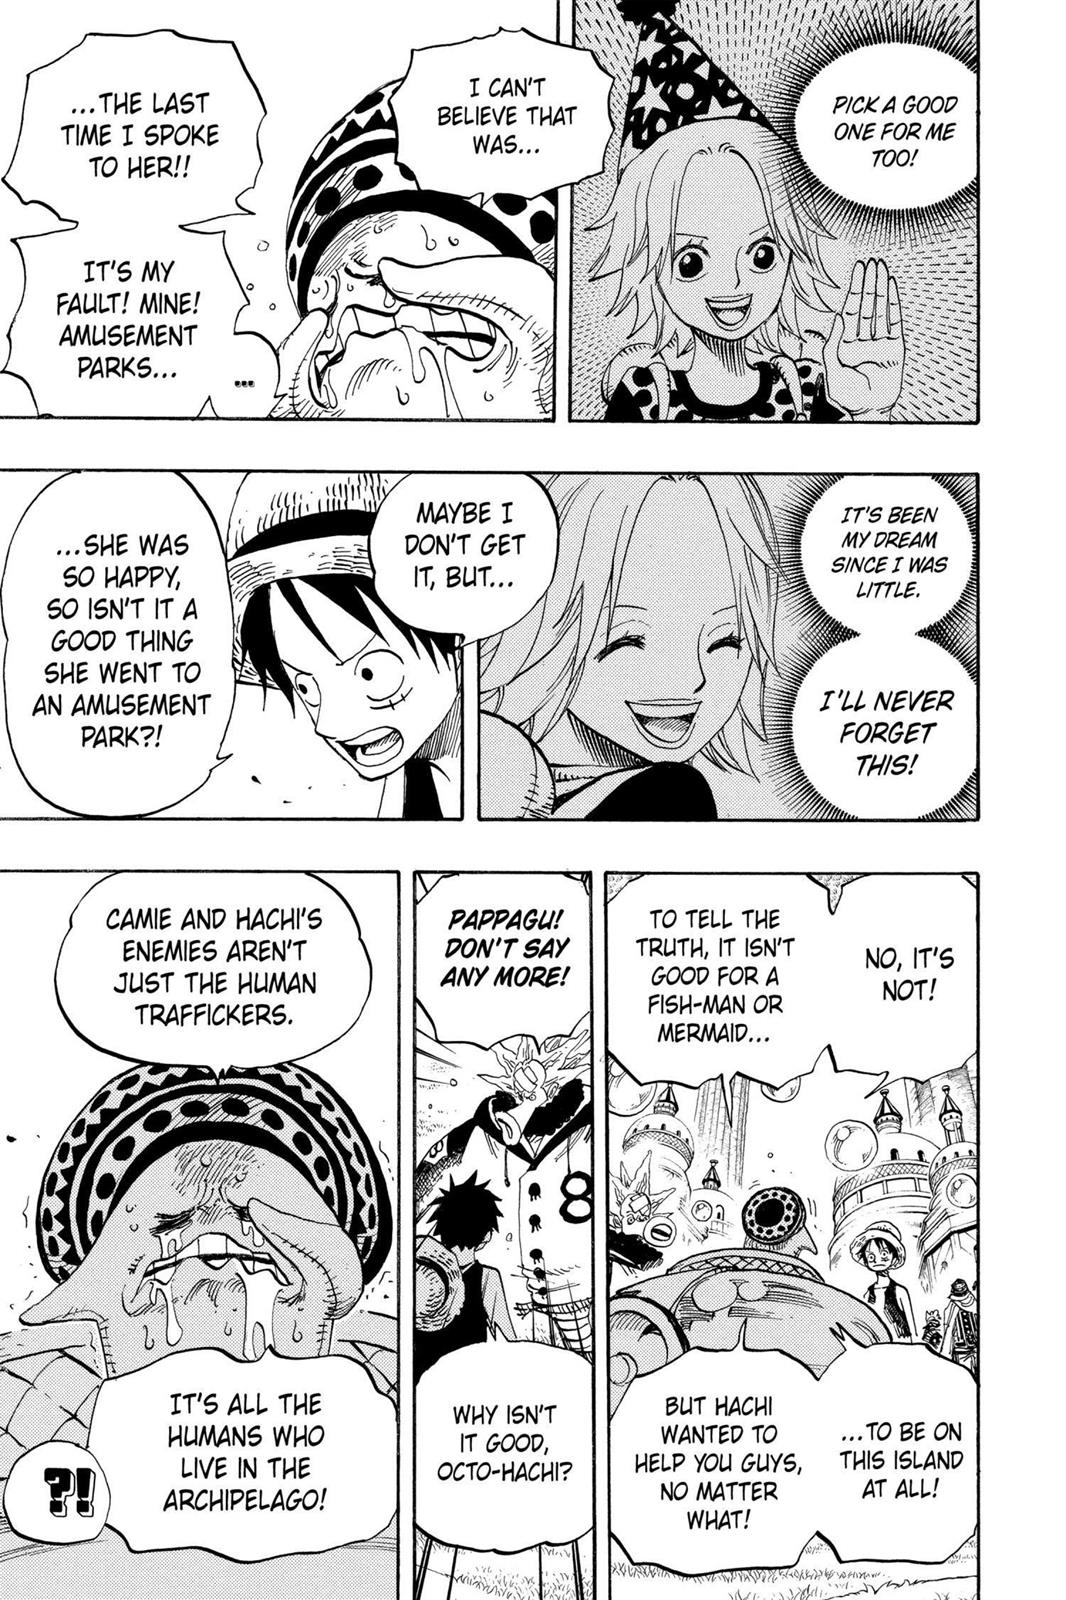 PICK A GOOD
ONE FOR ME
TOO!
I CAN'T
BELIEVE THAT
WAS...
...THE LAST
TIME I SPOKE
TO HER!!
IT'S MY
FAULT! MINE!
AMUSEMENT
PARKS...
...
IT'S BEEN
MY DREAM
SINCE I WAS
LITTLE.
I'LL NEVER
FORGET
THIS!
MAYBE I
DON'T GET
IT, BUT...
...SHE WAS
SO HAPPY,
SO ISN'T IT A
GOOD THING
SHE WENT TO
AN AMUSEMENT
PARK?!
NO, IT'S
NOT!
TO TELL THE
TRUTH, IT ISN'T
GOOD FOR A
FISH-MAN OR
MERMAID...
...TO BE ON
THIS ISLAND
AT ALL!
BUT HACHI
WANTED TO
HELP YOU GUYS,
NO MATTER
WHAT!
PAPPAGU!
DON'T SAY
ANY MORE!
8
WHY ISN'T
IT GOOD,
OCTO-HACHI?
CAMIE AND HACHI'S
ENEMIES AREN'T
JUST THE HUMAN
TRAFFICKERS.
IT'S ALL THE
HUMANS WHO
LIVE IN THE
ARCHIPELAGO!
?!